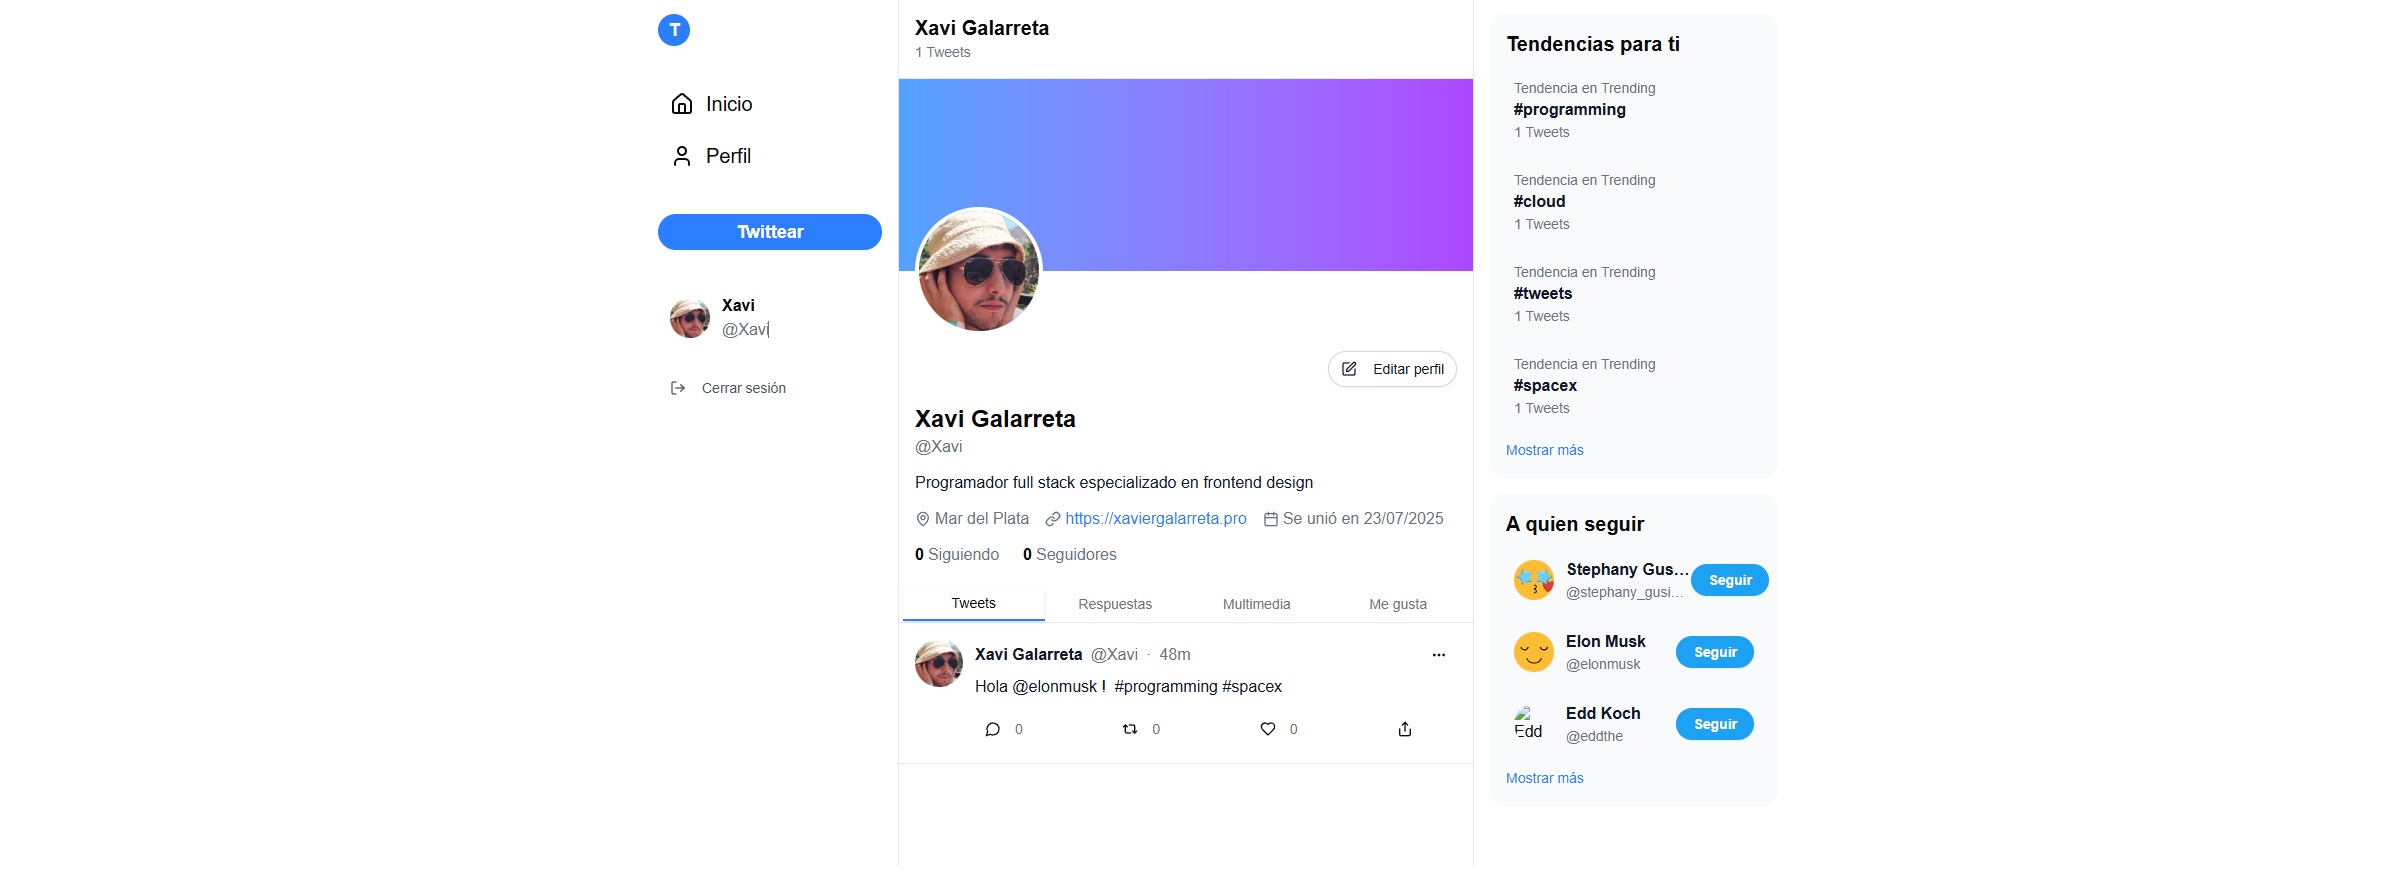 T
Inicio
Perfil
Twittear
Xavi
@Xavi
Cerrar sesión
Xavi Galarreta
1 Tweets
Editar perfil
Xavi Galarreta
@Xavi
Programador full stack especializado en frontend design
Mar del Plata https://xaviergalarreta.pro Se unió en 23/07/2025
0 Siguiendo 0 Seguidores
Tweets Respuestas Multimedia Me gusta
Xavi Galarreta @Xavi · 48m
Hola @elonmusk ! #programming #spacex
0 0 0
Tendencias para ti
Tendencia en Trending
#programming
1 Tweets
Tendencia en Trending
#cloud
1 Tweets
Tendencia en Trending
#tweets
1 Tweets
Tendencia en Trending
#spacex
1 Tweets
Mostrar más
A quien seguir
Stephany Gus... Seguir
@stephany_gusi...
Elon Musk Seguir
@elonmusk
Edd Koch Seguir
Edd @eddthe
Mostrar más